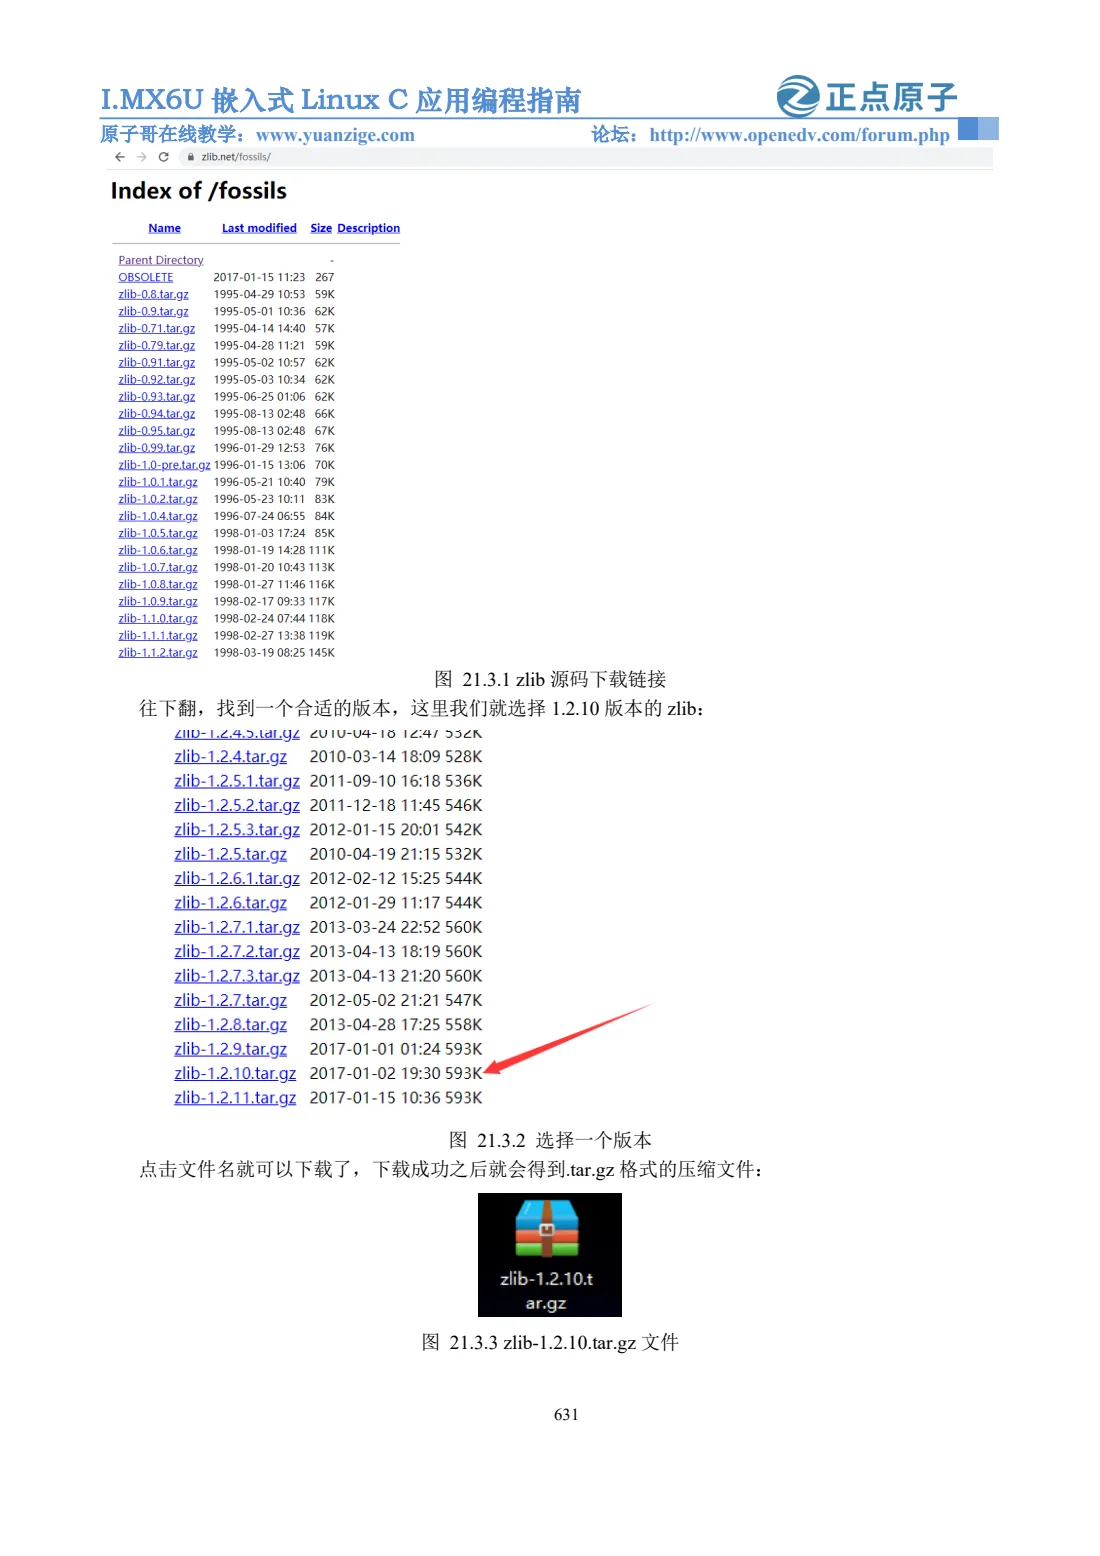 I.MX6U 嵌入式 Linux C 应用编程指南
正点原子
原子哥在线教学：www.yuanzige.com 论坛：http://www.openedv.com/forum.php
zlib.net/fossils/
Index of /fossils
Name Last modified Size Description
Parent Directory -
OBSOLETE 2017-01-15 11:23 267
zlib-0.8.tar.gz 1995-04-29 10:53 59K
zlib-0.9.tar.gz 1995-05-01 10:36 62K
zlib-0.71.tar.gz 1995-04-14 14:40 57K
zlib-0.79.tar.gz 1995-04-28 11:21 59K
zlib-0.91.tar.gz 1995-05-02 10:57 62K
zlib-0.92.tar.gz 1995-05-03 10:34 62K
zlib-0.93.tar.gz 1995-06-25 01:06 62K
zlib-0.94.tar.gz 1995-08-13 02:48 66K
zlib-0.95.tar.gz 1995-08-13 02:48 67K
zlib-0.99.tar.gz 1996-01-29 12:53 76K
zlib-1.0-pre.tar.gz 1996-01-15 13:06 70K
zlib-1.0.1.tar.gz 1996-05-21 10:40 79K
zlib-1.0.2.tar.gz 1996-05-23 10:11 83K
zlib-1.0.4.tar.gz 1996-07-24 06:55 84K
zlib-1.0.5.tar.gz 1998-01-03 17:24 85K
zlib-1.0.6.tar.gz 1998-01-19 14:28 111K
zlib-1.0.7.tar.gz 1998-01-20 10:43 113K
zlib-1.0.8.tar.gz 1998-01-27 11:46 116K
zlib-1.0.9.tar.gz 1998-02-17 09:33 117K
zlib-1.1.0.tar.gz 1998-02-24 07:44 118K
zlib-1.1.1.tar.gz 1998-02-27 13:38 119K
zlib-1.1.2.tar.gz 1998-03-19 08:25 145K
图 21.3.1 zlib 源码下载链接
往下翻，找到一个合适的版本，这里我们就选择 1.2.10 版本的 zlib：
zlib-1.2.4.5.tar.gz 2010-04-18 12:47 532K
zlib-1.2.4.tar.gz 2010-03-14 18:09 528K
zlib-1.2.5.1.tar.gz 2011-09-10 16:18 536K
zlib-1.2.5.2.tar.gz 2011-12-18 11:45 546K
zlib-1.2.5.3.tar.gz 2012-01-15 20:01 542K
zlib-1.2.5.tar.gz 2010-04-19 21:15 532K
zlib-1.2.6.1.tar.gz 2012-02-12 15:25 544K
zlib-1.2.6.tar.gz 2012-01-29 11:17 544K
zlib-1.2.7.1.tar.gz 2013-03-24 22:52 560K
zlib-1.2.7.2.tar.gz 2013-04-13 18:19 560K
zlib-1.2.7.3.tar.gz 2013-04-13 21:20 560K
zlib-1.2.7.tar.gz 2012-05-02 21:21 547K
zlib-1.2.8.tar.gz 2013-04-28 17:25 558K
zlib-1.2.9.tar.gz 2017-01-01 01:24 593K
zlib-1.2.10.tar.gz 2017-01-02 19:30 593K
zlib-1.2.11.tar.gz 2017-01-15 10:36 593K
图 21.3.2 选择一个版本
点击文件名就可以下载了，下载成功之后就会得到.tar.gz 格式的压缩文件：
zlib-1.2.10.t
ar.gz
图 21.3.3 zlib-1.2.10.tar.gz 文件
631